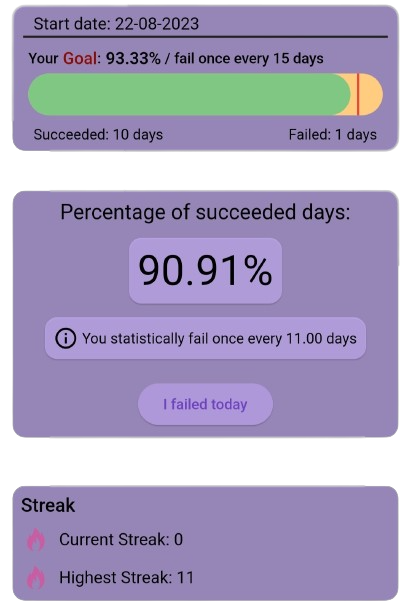 Start date: 22-08-2023
Your Goal: 93.33% / fail once every 15 days
Succeeded: 10 days Failed: 1 days
Percentage of succeeded days:
90.91%
You statistically fail once every 11.00 days
I failed today
Streak
Current Streak: 0
Highest Streak: 11